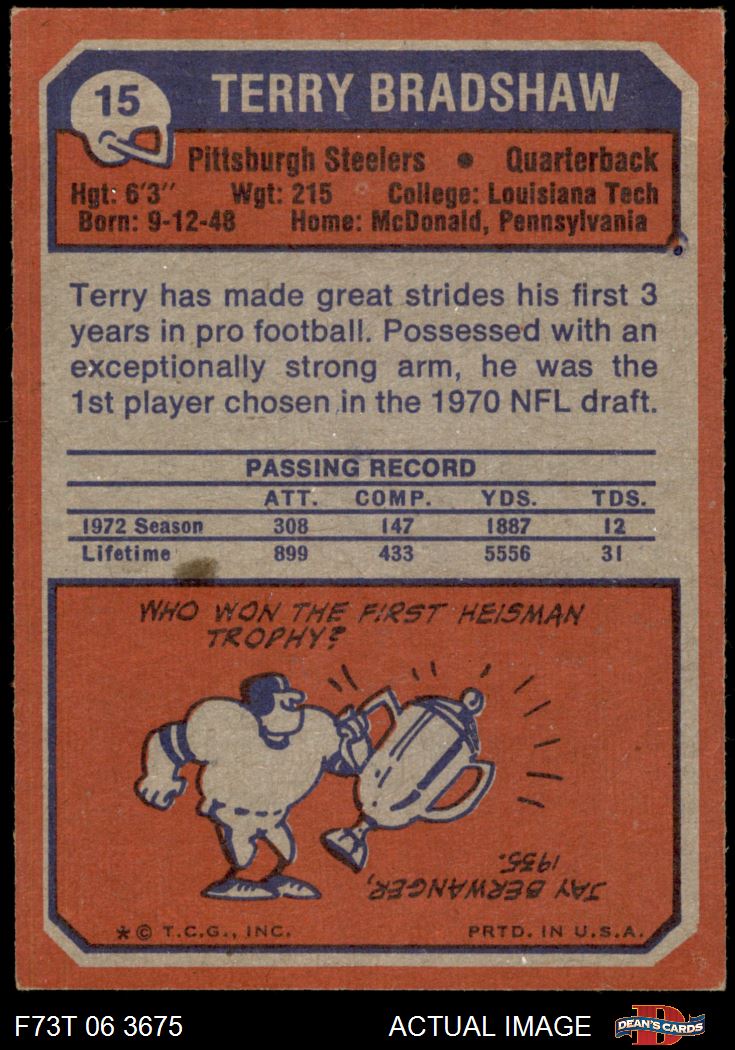 15
TERRY BRADSHAW
Pittsburgh Steelers • Quarterback
Hgt: 6'3" Wgt: 215 College: Louisiana Tech
Born: 9-12-48 Home: McDonald, Pennsylvania
Terry has made great strides his first 3
years in pro football. Possessed with an
exceptionally strong arm, he was the
1st player chosen in the 1970 NFL draft.
PASSING RECORD
ATT. COMP. YDS. TDS.
1972 Season 308 147 1887 12
Lifetime 899 433 5556 31
WHO WON THE FIRST HEISMAN
TROPHY?
JAY BERWANGER,
1935.
*© T.C.G., INC. PRTD. IN U.S.A.
F73T 06 3675 ACTUAL IMAGE D DEAN'S CARDS